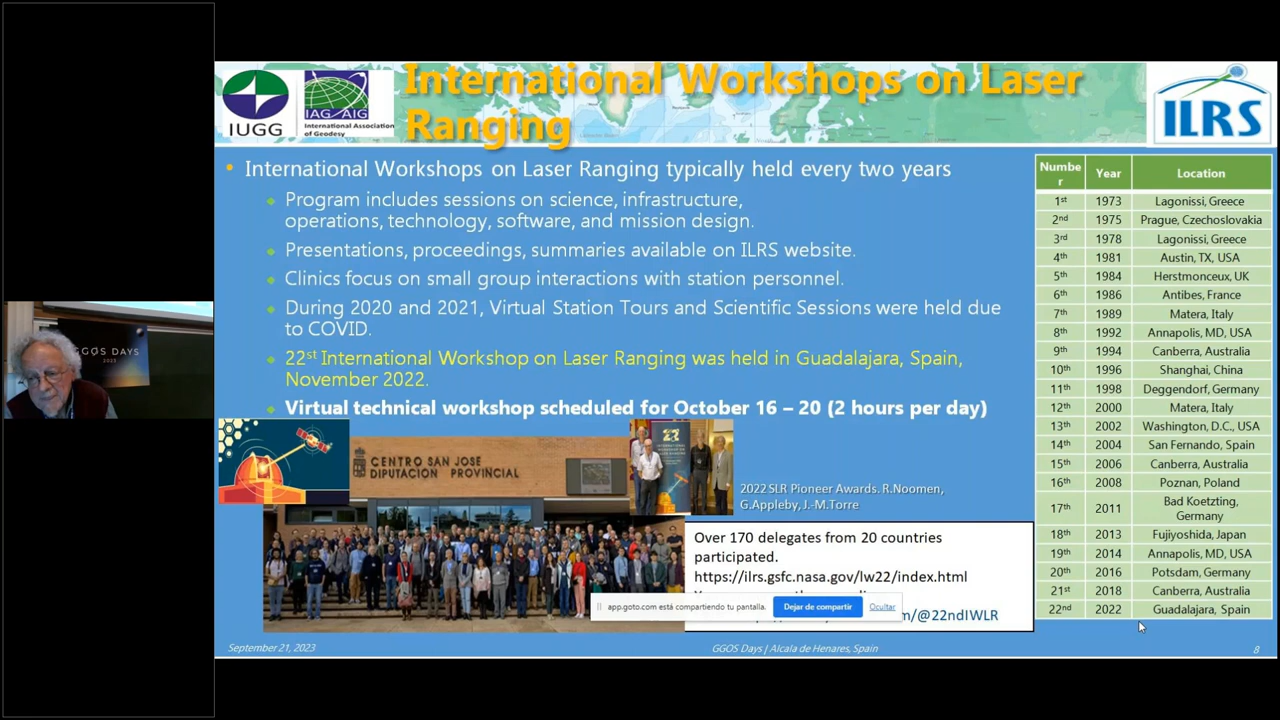 International Workshops on Laser
Ranging
IUGG
IAG AIG
International Association
of Geodesy
ILRS
• International Workshops on Laser Ranging typically held every two years
Program includes sessions on science, infrastructure,
operations, technology, software, and mission design.
Presentations, proceedings, summaries available on ILRS website.
Clinics focus on small group interactions with station personnel.
During 2020 and 2021, Virtual Station Tours and Scientific Sessions were held due
to COVID.
22st International Workshop on Laser Ranging was held in Guadalajara, Spain,
November 2022.
Virtual technical workshop scheduled for October 16 – 20 (2 hours per day)
GGOS DAYS
2023
CENTRO SAN JOSE
DIPUTACION PROVINCIAL
2022 SLR Pioneer Awards. R.Noomen,
G.Appleby, J.-M.Torre
Over 170 delegates from 20 countries
participated.
https://ilrs.gsfc.nasa.gov/lw22/index.html
app.goto.com está compartiendo tu pantalla. Dejar de compartir Ocultar
m/@22ndIWLR
Numbe
r Year Location
1st 1973 Lagonissi, Greece
2nd 1975 Prague, Czechoslovakia
3rd 1978 Lagonissi, Greece
4th 1981 Austin, TX, USA
5th 1984 Herstmonceux, UK
6th 1986 Antibes, France
7th 1989 Matera, Italy
8th 1992 Annapolis, MD, USA
9th 1994 Canberra, Australia
10th 1996 Shanghai, China
11th 1998 Deggendorf, Germany
12th 2000 Matera, Italy
13th 2002 Washington, D.C., USA
14th 2004 San Fernando, Spain
15th 2006 Canberra, Australia
16th 2008 Poznan, Poland
17th 2011 Bad Koetzting,
Germany
18th 2013 Fujiyoshida, Japan
19th 2014 Annapolis, MD, USA
20th 2016 Potsdam, Germany
21st 2018 Canberra, Australia
22nd 2022 Guadalajara, Spain
September 21, 2023
GGOS Days | Alcala de Henares, Spain
8